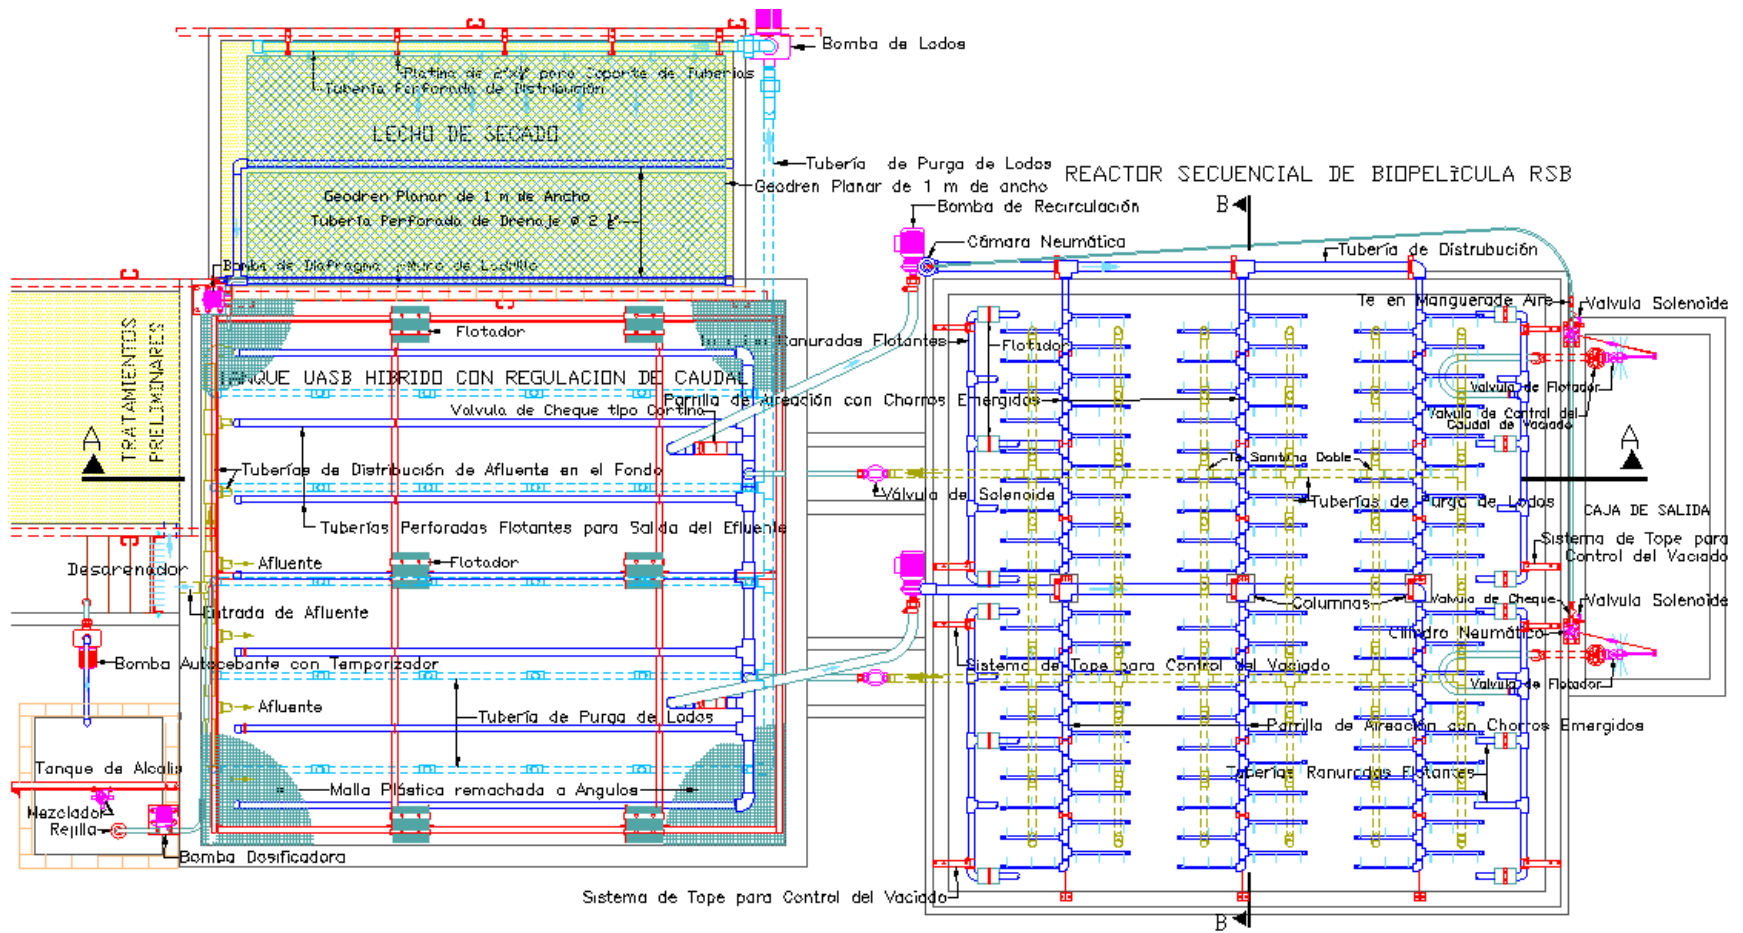 Bomba de Lodos
Platina de 2"x⅛" para Soporte de Tuberías
Tubería Perforada de Distribución
LECHO DE SECADO
Tubería de Purga de Lodos
Geodren Planar de 1 m de ancho
REACTOR SECUENCIAL DE BIOPELíCULA RSB
Geodren Planar de 1 m de Ancho
Tubería Perforada de Drenaje Ø 2 ½"
Bomba de Recirculación
B
Cámara Neumática
Tubería de Distrubución
Bomba de Diafragma
Muro de Ladrillo
Te en Manguerade Aire
Valvula Solenoide
TRATAMIENTOS
PRELIMINARES
Flotador
Ranuradas Flotantes
Flotador
TANQUE UASB HIBRIDO CON REGULACION DE CAUDAL
Valvula de Flotador
Parrilla de Aireación con Chorros Emergidos
Valvula de Cheque tipo Cortina
Valvula de Control del
Caudal de Vaciado
A
A
Tuberías de Distribución de Afluente en el Fondo
Te Sanitaria Doble
Válvula de Solenoide
Tuberías de Purga de Lodos
CAJA DE SALIDA
Tuberías Perforadas Flotantes para Salida del Efluente
Sistema de Tope para
Control del Vaciado
Desarenador
Afluente
Flotador
Entrada de Afluente
Columnas
Valvula de Cheque
Valvula Solenoide
Cilindro Neumático
Bomba Autocebante con Temporizador
Sistema de Tope para Control del Vaciado
Valvula de Flotador
Afluente
Tubería de Purga de Lodos
Parrilla de Aireación con Chorros Emergidos
Tanque de Alcalis
Tuberías Ranuradas Flotantes
Malla Plástica remachada a Angulos
Mezclador
Rejilla
Bomba Dosificadora
Sistema de Tope para Control del Vaciado
B